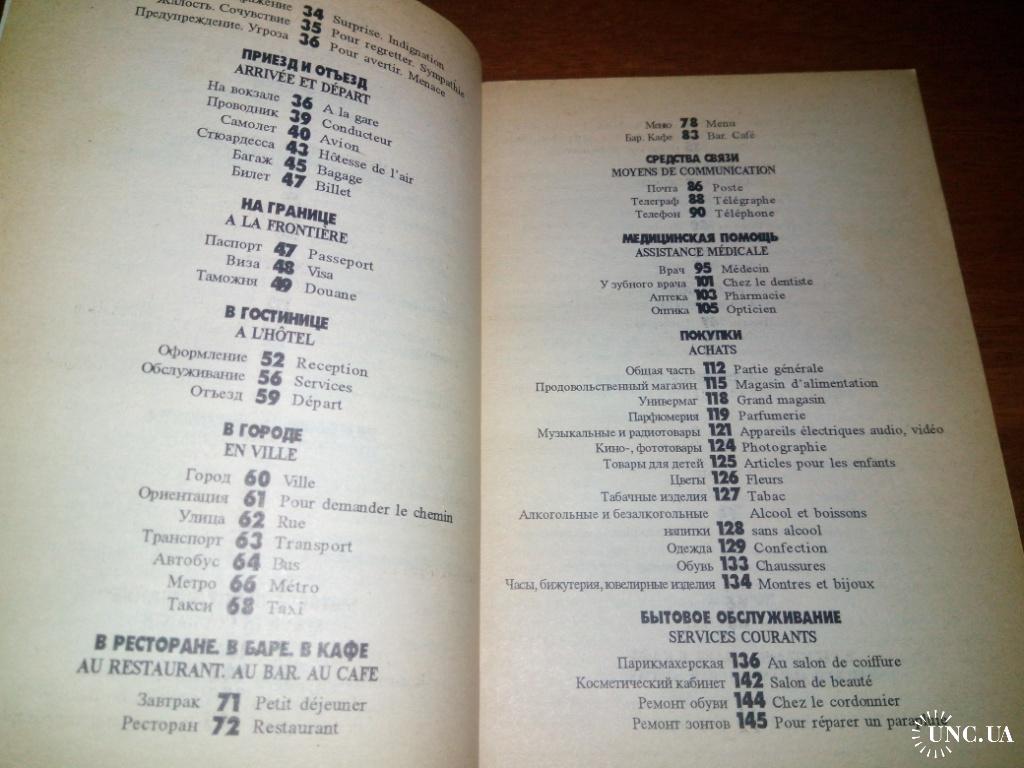 34 Surprise. Indignation
Жалость. Сочувствие 35 Pour regretter. Sympathie
Предупреждение. Угроза 36 Pour avertir. Menace
ПРИЕЗД И ОТЪЕЗД
ARRIVÉE ET DÉPART
На вокзале 36 A la gare
Проводник 39 Conducteur
Самолет 40 Avion
Стюардесса 43 Hôtesse de l'air
Багаж 45 Bagage
Билет 47 Billet
НА ГРАНИЦЕ
A LA FRONTIÈRE
Паспорт 47 Passeport
Виза 48 Visa
Таможня 49 Douane
В ГОСТИНИЦЕ
A L'HÔTEL
Оформление 52 Reception
Обслуживание 56 Services
Отъезд 59 Départ
В ГОРОДЕ
EN VILLE
Город 60 Ville
Ориентация 61 Pour demander le chemin
Улица 62 Rue
Транспорт 63 Transport
Автобус 64 Bus
Метро 66 Métro
Такси 68 Taxi
В РЕСТОРАНЕ. В БАРЕ. В КАФЕ
AU RESTAURANT. AU BAR. AU CAFE
Завтрак 71 Petit déjeuner
Ресторан 72 Restaurant
Меню 78 Menu
Бар. Кафе 83 Bar. Café
СРЕДСТВА СВЯЗИ
MOYENS DE COMMUNICATION
Почта 86 Poste
Телеграф 88 Télégraphe
Телефон 90 Téléphone
МЕДИЦИНСКАЯ ПОМОЩЬ
ASSISTANCE MÉDICALE
Врач 95 Médecin
У зубного врача 101 Chez le dentiste
Аптека 103 Pharmacie
Оптика 105 Opticien
ПОКУПКИ
ACHATS
Общая часть 112 Partie générale
Продовольственный магазин 115 Magasin d'alimentation
Универмаг 118 Grand magasin
Парфюмерия 119 Parfumerie
Музыкальные и радиотовары 121 Appareils électriques audio, vidéo
Кино-, фототовары 124 Photographie
Товары для детей 125 Articles pour les enfants
Цветы 126 Fleurs
Табачные изделия 127 Tabac
Алкогольные и безалкогольные Alcool et boissons
напитки 128 sans alcool
Одежда 129 Confection
Обувь 133 Chaussures
Часы, бижутерия, ювелирные изделия 134 Montres et bijoux
БЫТОВОЕ ОБСЛУЖИВАНИЕ
SERVICES COURANTS
Парикмахерская 136 Au salon de coiffure
Косметический кабинет 142 Salon de beauté
Ремонт обуви 144 Chez le cordonnier
Ремонт зонтов 145 Pour réparer un
UNC.UA